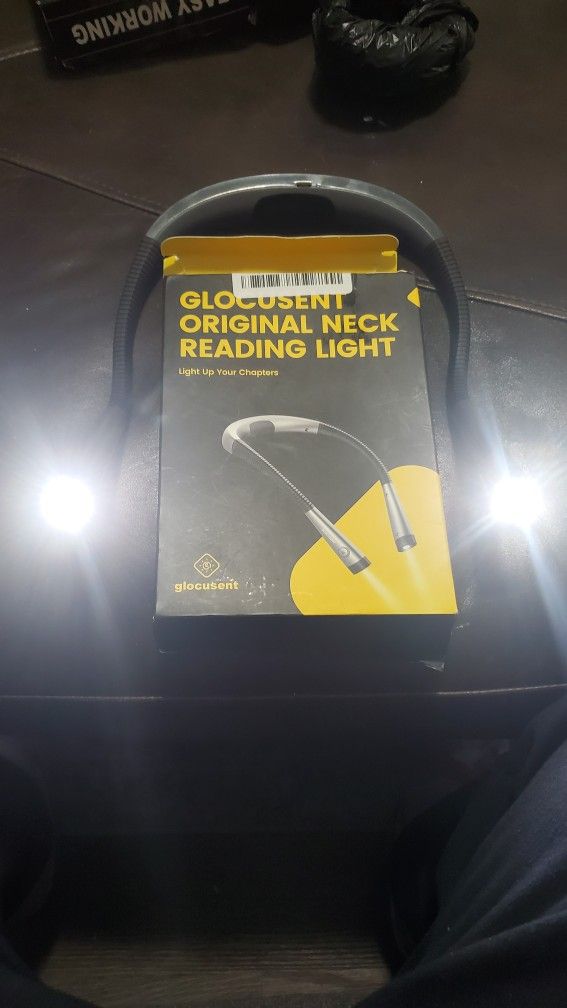 EASY WORKING
GLOCUSENT
ORIGINAL NECK
READING LIGHT
Light Up Your Chapters
glocusent